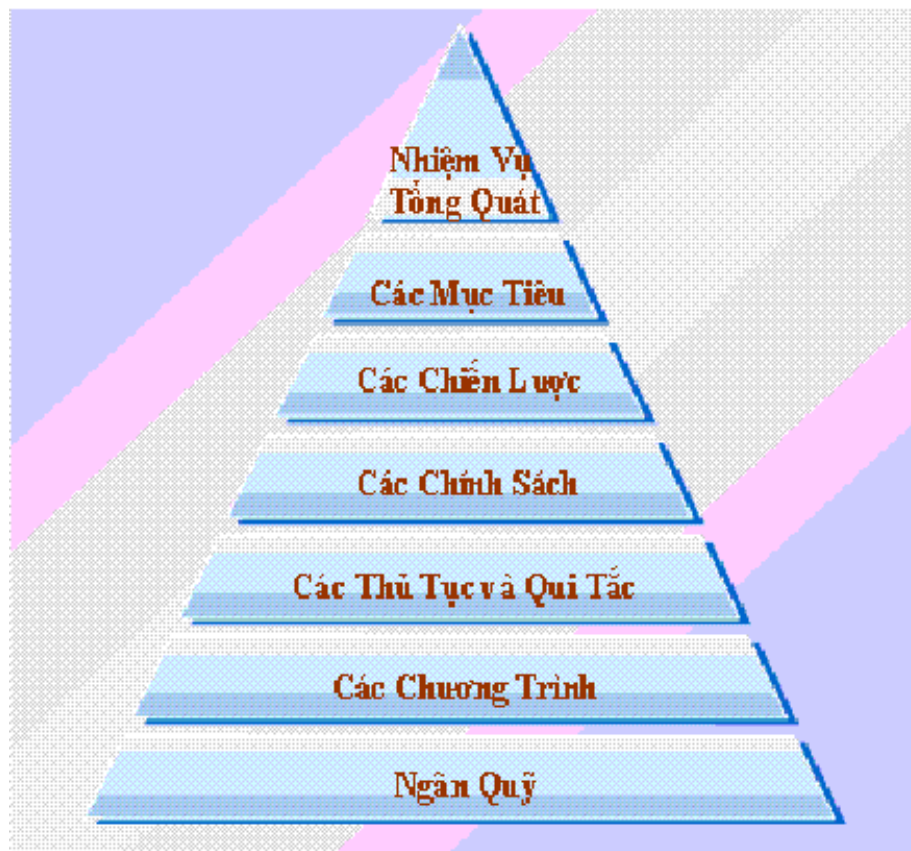 Nhiệm Vụ
Tổng Quát
Các Mục Tiêu
Các Chiến Lược
Các Chính Sách
Các Thủ Tục và Qui Tắc
Các Chương Trình
Ngân Quỹ